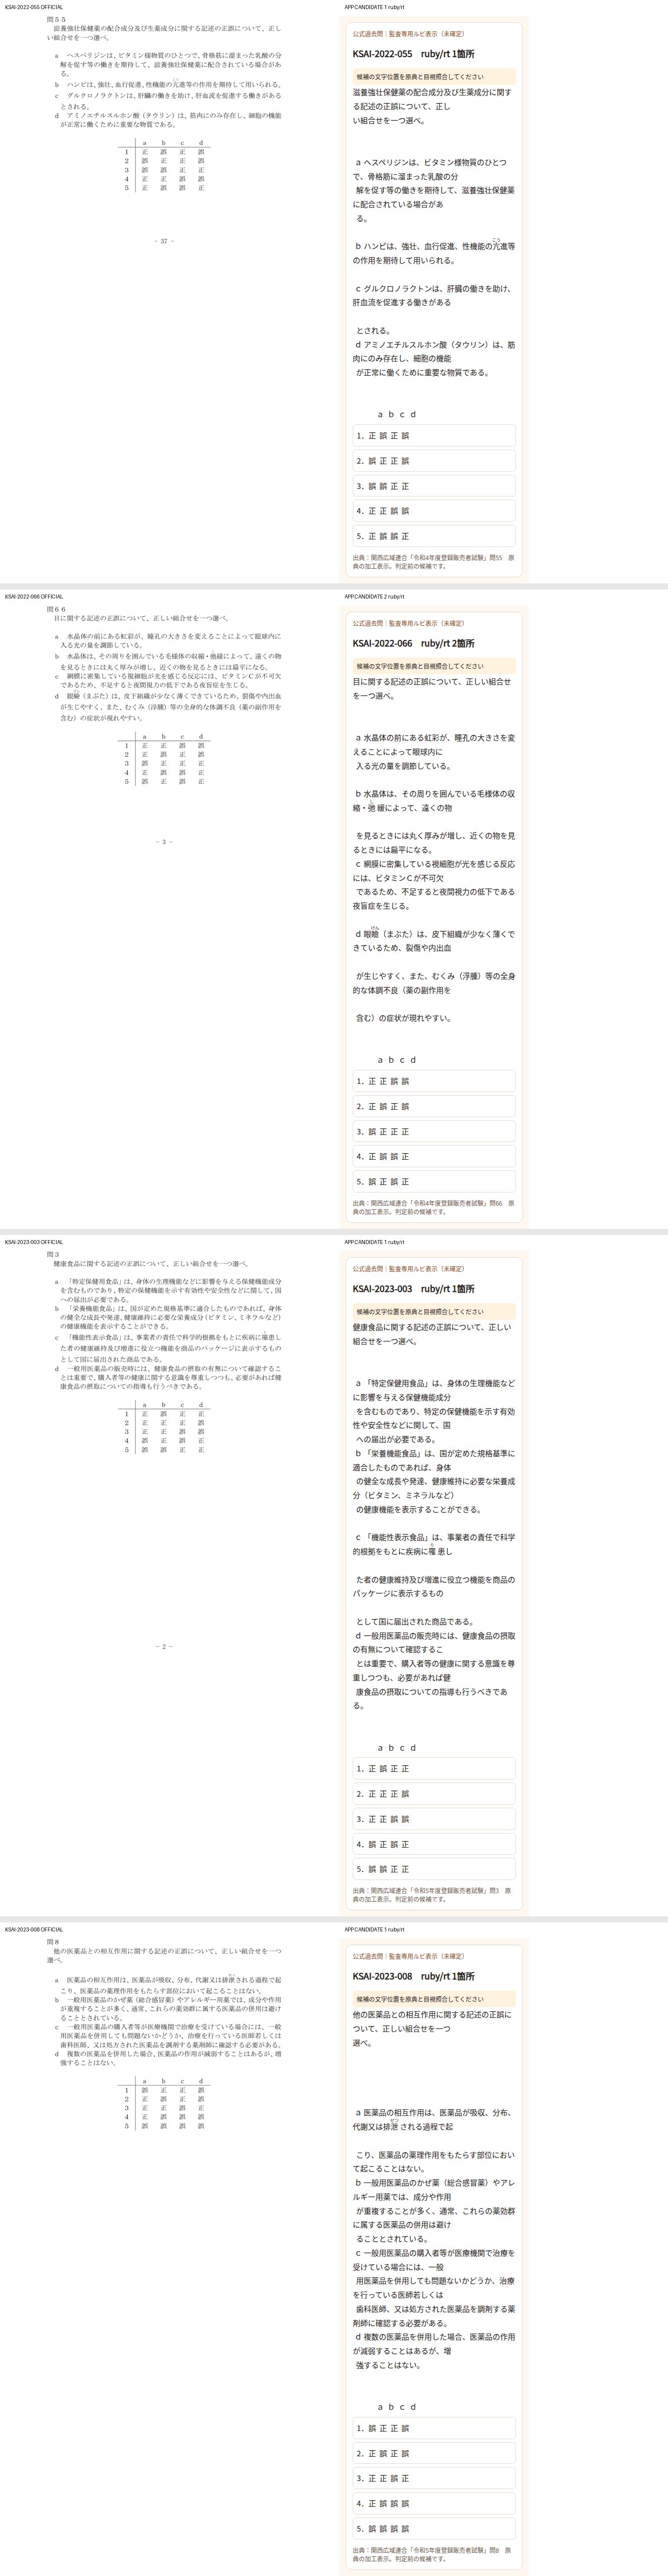 KSAI-2022-055 OFFICIAL
問５５
滋養強壮保健薬の配合成分及び生薬成分に関する記述の正誤について、正し
い組合せを一つ選べ。
a ヘスペリジンは、ビタミン様物質のひとつで、骨格筋に溜まった乳酸の分
解を促す等の働きを期待して、滋養強壮保健薬に配合されている場合があ
る。
b ハンピは、強壮、血行促進、性機能の亢進等の作用を期待して用いられる。
c グルクロノラクトンは、肝臓の働きを助け、肝血流を促進する働きがある
とされる。
d アミノエチルスルホン酸（タウリン）は、筋肉にのみ存在し、細胞の機能
が正常に働くために重要な物質である。
a b c d
1 正 誤 正 誤
2 誤 正 正 誤
3 誤 誤 正 正
4 正 正 誤 誤
5 正 誤 誤 正
- 37 -
APP CANDIDATE 1 ruby/rt
公式過去問｜監査専用ルビ表示（未確定）
KSAI-2022-055 ruby/rt 1箇所
候補の文字位置を原典と目視照合してください
滋養強壮保健薬の配合成分及び生薬成分に関す
る記述の正誤について、正し
い組合せを一つ選べ。
a ヘスペリジンは、ビタミン様物質のひとつ
で、骨格筋に溜まった乳酸の分
解を促す等の働きを期待して、滋養強壮保健薬
に配合されている場合があ
る。
こう
b ハンピは、強壮、血行促進、性機能の亢進等
の作用を期待して用いられる。
c グルクロノラクトンは、肝臓の働きを助け、
肝血流を促進する働きがある
とされる。
d アミノエチルスルホン酸（タウリン）は、筋
肉にのみ存在し、細胞の機能
が正常に働くために重要な物質である。
a b c d
1. 正 誤 正 誤
2. 誤 正 正 誤
3. 誤 誤 正 正
4. 正 正 誤 誤
5. 正 誤 誤 正
出典：関西広域連合「令和4年度登録販売者試験」問55 原
典の加工表示。判定前の候補です。
KSAI-2022-066 OFFICIAL
問６６
目に関する記述の正誤について、正しい組合せを一つ選べ。
a 水晶体の前にある虹彩が、瞳孔の大きさを変えることによって眼球内に
入る光の量を調節している。
b 水晶体は、その周りを囲んでいる毛様体の収縮・弛緩によって、遠くの物
を見るときには丸く厚みが増し、近くの物を見るときには扁平になる。
c 網膜に密集している視細胞が光を感じる反応には、ビタミンＣが不可欠
であるため、不足すると夜間視力の低下である夜盲症を生じる。
d 眼瞼（まぶた）は、皮下組織が少なく薄くできているため、裂傷や内出血
が生じやすく、また、むくみ（浮腫）等の全身的な体調不良（薬の副作用を
含む）の症状が現れやすい。
a b c d
1 正 正 誤 誤
2 正 誤 正 誤
3 誤 正 正 正
4 正 誤 誤 正
5 誤 正 誤 正
- 3 -
APP CANDIDATE 2 ruby/rt
公式過去問｜監査専用ルビ表示（未確定）
KSAI-2022-066 ruby/rt 2箇所
候補の文字位置を原典と目視照合してください
目に関する記述の正誤について、正しい組合せ
を一つ選べ。
a 水晶体の前にある虹彩が、瞳孔の大きさを変
えることによって眼球内に
入る光の量を調節している。
b 水晶体は、その周りを囲んでいる毛様体の収
し
縮・弛 緩によって、遠くの物
を見るときには丸く厚みが増し、近くの物を見
るときには扁平になる。
c 網膜に密集している視細胞が光を感じる反応
には、ビタミンＣが不可欠
であるため、不足すると夜間視力の低下である
夜盲症を生じる。
けん
d 眼瞼（まぶた）は、皮下組織が少なく薄くで
きているため、裂傷や内出血
が生じやすく、また、むくみ（浮腫）等の全身
的な体調不良（薬の副作用を
含む）の症状が現れやすい。
a b c d
1. 正 正 誤 誤
2. 正 誤 正 誤
3. 誤 正 正 正
4. 正 誤 誤 正
5. 誤 正 誤 正
出典：関西広域連合「令和4年度登録販売者試験」問66 原
典の加工表示。判定前の候補です。
KSAI-2023-003 OFFICIAL
問３
健康食品に関する記述の正誤について、正しい組合せを一つ選べ。
a 「特定保健用食品」は、身体の生理機能などに影響を与える保健機能成分
を含むものであり、特定の保健機能を示す有効性や安全性などに関して、国
への届出が必要である。
b 「栄養機能食品」は、国が定めた規格基準に適合したものであれば、身体
の健全な成長や発達、健康維持に必要な栄養成分（ビタミン、ミネラルなど）
の健康機能を表示することができる。
c 「機能性表示食品」は、事業者の責任で科学的根拠をもとに疾病に罹患し
た者の健康維持及び増進に役立つ機能を商品のパッケージに表示するもの
として国に届出された商品である。
d 一般用医薬品の販売時には、健康食品の摂取の有無について確認するこ
とは重要で、購入者等の健康に関する意識を尊重しつつも、必要があれば健
康食品の摂取についての指導も行うべきである。
a b c d
1 正 誤 正 正
2 正 正 正 誤
3 正 正 誤 誤
4 誤 正 誤 正
5 誤 誤 正 正
- 2 -
APP CANDIDATE 1 ruby/rt
公式過去問｜監査専用ルビ表示（未確定）
KSAI-2023-003 ruby/rt 1箇所
候補の文字位置を原典と目視照合してください
健康食品に関する記述の正誤について、正しい
組合せを一つ選べ。
a 「特定保健用食品」は、身体の生理機能など
に影響を与える保健機能成分
を含むものであり、特定の保健機能を示す有効
性や安全性などに関して、国
への届出が必要である。
b 「栄養機能食品」は、国が定めた規格基準に
適合したものであれば、身体
の健全な成長や発達、健康維持に必要な栄養成
分（ビタミン、ミネラルなど）
の健康機能を表示することができる。
c 「機能性表示食品」は、事業者の責任で科学
り
的根拠をもとに疾病に罹 患し
た者の健康維持及び増進に役立つ機能を商品の
パッケージに表示するもの
として国に届出された商品である。
d 一般用医薬品の販売時には、健康食品の摂取
の有無について確認するこ
とは重要で、購入者等の健康に関する意識を尊
重しつつも、必要があれば健
康食品の摂取についての指導も行うべきであ
る。
a b c d
1. 正 誤 正 正
2. 正 正 正 誤
3. 正 正 誤 誤
4. 誤 正 誤 正
5. 誤 誤 正 正
出典：関西広域連合「令和5年度登録販売者試験」問3 原
典の加工表示。判定前の候補です。
KSAI-2023-008 OFFICIAL
問８
他の医薬品との相互作用に関する記述の正誤について、正しい組合せを一つ
選べ。
a 医薬品の相互作用は、医薬品が吸収、分布、代謝又は排泄される過程で起
こり、医薬品の薬理作用をもたらす部位において起こることはない。
b 一般用医薬品のかぜ薬（総合感冒薬）やアレルギー用薬では、成分や作用
が重複することが多く、通常、これらの薬効群に属する医薬品の併用は避け
ることとされている。
c 一般用医薬品の購入者等が医療機関で治療を受けている場合には、一般
用医薬品を併用しても問題ないかどうか、治療を行っている医師若しくは
歯科医師、又は処方された医薬品を調剤する薬剤師に確認する必要がある。
d 複数の医薬品を併用した場合、医薬品の作用が減弱することはあるが、増
強することはない。
a b c d
1 誤 正 正 誤
2 正 誤 正 誤
3 正 正 誤 正
4 正 誤 誤 誤
5 誤 誤 誤 誤
APP CANDIDATE 1 ruby/rt
公式過去問｜監査専用ルビ表示（未確定）
KSAI-2023-008 ruby/rt 1箇所
候補の文字位置を原典と目視照合してください
他の医薬品との相互作用に関する記述の正誤に
ついて、正しい組合せを一つ
選べ。
a 医薬品の相互作用は、医薬品が吸収、分布、
せつ
代謝又は排泄 される過程で起
こり、医薬品の薬理作用をもたらす部位におい
て起こることはない。
b 一般用医薬品のかぜ薬（総合感冒薬）やアレ
ルギー用薬では、成分や作用
が重複することが多く、通常、これらの薬効群
に属する医薬品の併用は避け
ることとされている。
c 一般用医薬品の購入者等が医療機関で治療を
受けている場合には、一般
用医薬品を併用しても問題ないかどうか、治療
を行っている医師若しくは
歯科医師、又は処方された医薬品を調剤する薬
剤師に確認する必要がある。
d 複数の医薬品を併用した場合、医薬品の作用
が減弱することはあるが、増
強することはない。
a b c d
1. 誤 正 正 誤
2. 正 誤 正 誤
3. 正 正 誤 正
4. 正 誤 誤 誤
5. 誤 誤 誤 誤
出典：関西広域連合「令和5年度登録販売者試験」問8 原
典の加工表示。判定前の候補です。